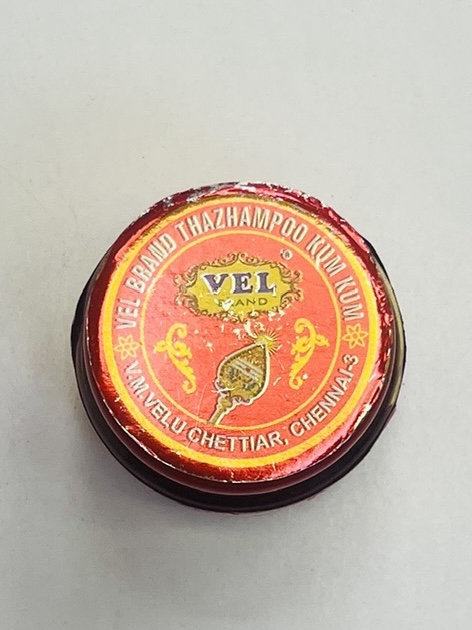 VEL BRAND THAZHAMPOO KUM KUM
VEL
BRAND
V.M.VELU CHETTIAR, CHENNAI-3